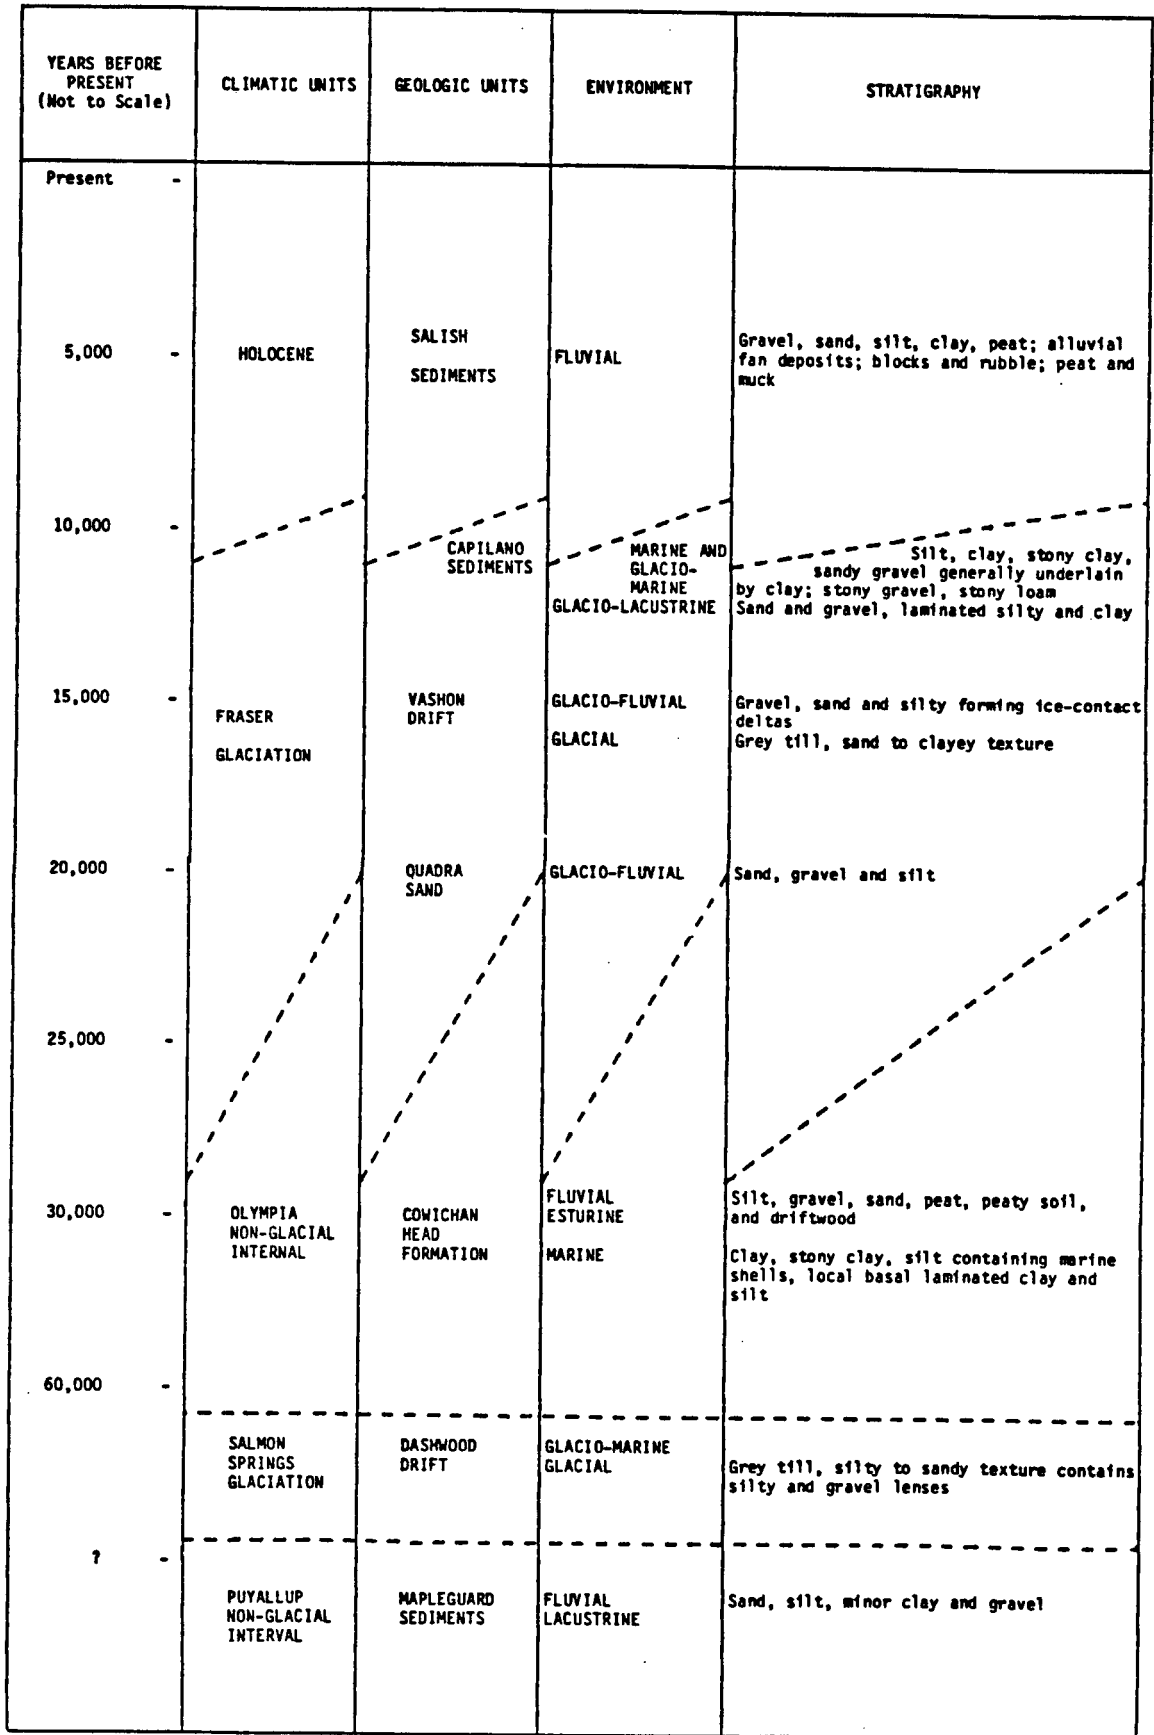 YEARS BEFORE
PRESENT
(Not to Scale)
CLIMATIC UNITS
GEOLOGIC UNITS
ENVIRONMENT
STRATIGRAPHY
Present -
5,000 -
HOLOCENE
SALISH
SEDIMENTS
FLUVIAL
Gravel, sand, silt, clay, peat; alluvial
fan deposits; blocks and rubble; peat and
muck
10,000 -
CAPILANO
SEDIMENTS
MARINE AND
GLACIO-
MARINE
GLACIO-LACUSTRINE
Silt, clay, stony clay,
sandy gravel generally underlain
by clay; stony gravel, stony loam
Sand and gravel, laminated silty and clay
15,000 -
FRASER
GLACIATION
VASHON
DRIFT
GLACIO-FLUVIAL
GLACIAL
Gravel, sand and silty forming ice-contact
deltas
Grey till, sand to clayey texture
20,000 -
QUADRA
SAND
GLACIO-FLUVIAL
Sand, gravel and silt
25,000 -
30,000 -
OLYMPIA
NON-GLACIAL
INTERNAL
COWICHAN
HEAD
FORMATION
FLUVIAL
ESTURINE
MARINE
Silt, gravel, sand, peat, peaty soil,
and driftwood
Clay, stony clay, silt containing marine
shells, local basal laminated clay and
silt
60,000 -
SALMON
SPRINGS
GLACIATION
DASHWOOD
DRIFT
GLACIO-MARINE
GLACIAL
Grey till, silty to sandy texture contains
silty and gravel lenses
? -
PUYALLUP
NON-GLACIAL
INTERVAL
MAPLEGUARD
SEDIMENTS
FLUVIAL
LACUSTRINE
Sand, silt, minor clay and gravel